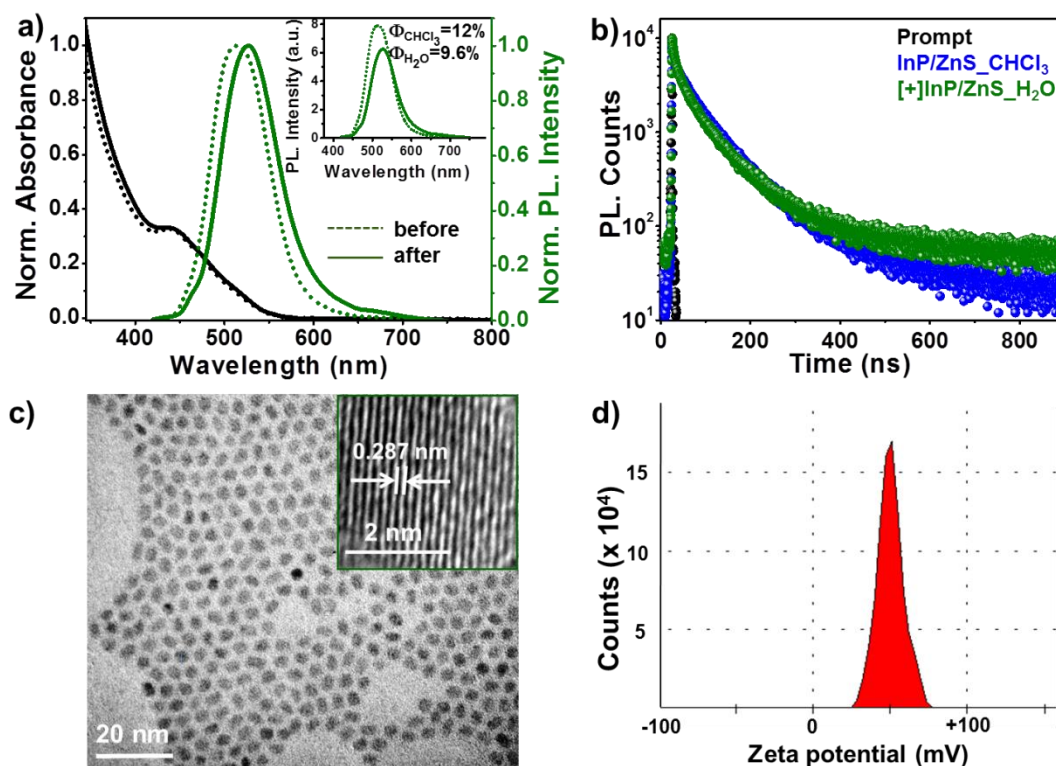 a)
1.0
0.8
0.6
0.4
0.2
0.0
Norm. Absorbance
400 500 600 700 800
Wavelength (nm)
1.0
0.8
0.6
0.4
0.2
0.0
Norm PL. Intensity
before
after
8
6
4
2
0
PL. Intensity (a.u.)
400 500 600 700
Wavelength (nm)
Φ_CHCl₃=12%
Φ_H₂O=9.6%
b)
10⁴
10³
10²
10¹
PL. Counts
0 200 400 600 800
Time (ns)
Prompt
InP/ZnS_CHCl₃
[+]InP/ZnS_H₂O
c)
0.287 nm
2 nm
20 nm
d)
15
10
5
Counts (x 10⁴)
-100 0 +100
Zeta potential (mV)